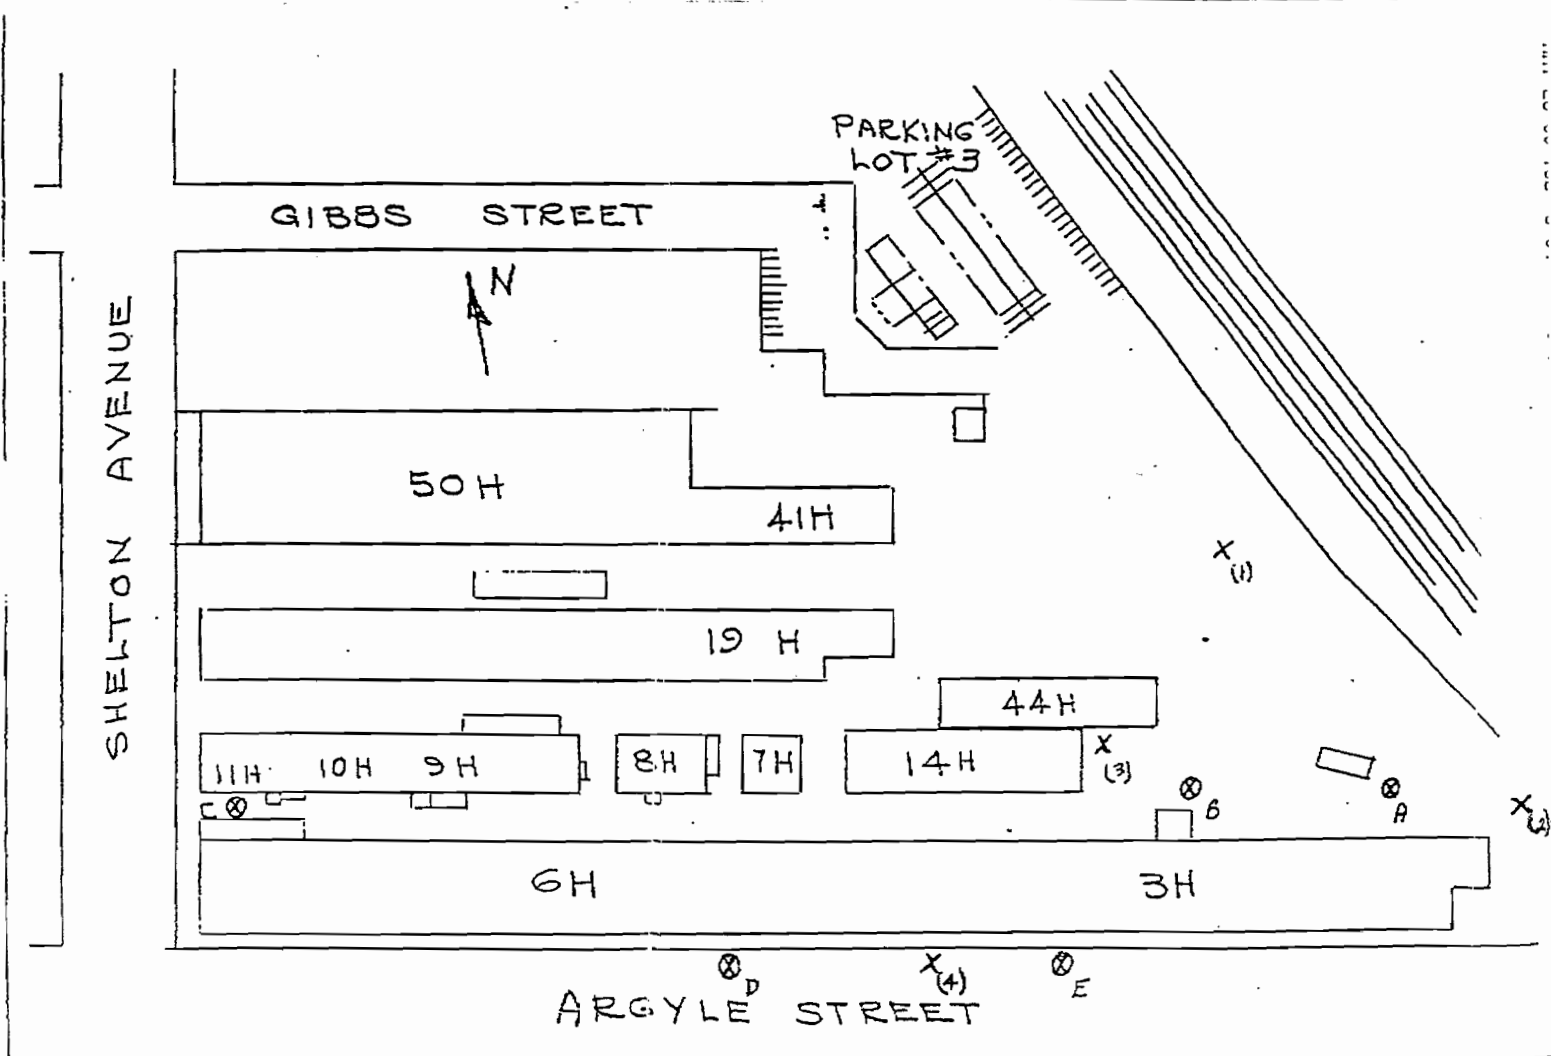 PARKING
LOT #3
GIBBS STREET
N
SHELTON AVENUE
50H
41H
X
(1)
19 H
44H
11H 10H 9H 8H 7H 14H
X
(3)
B
A
X
(2)
6H 3H
D
X
(4)
E
ARGYLE STREET